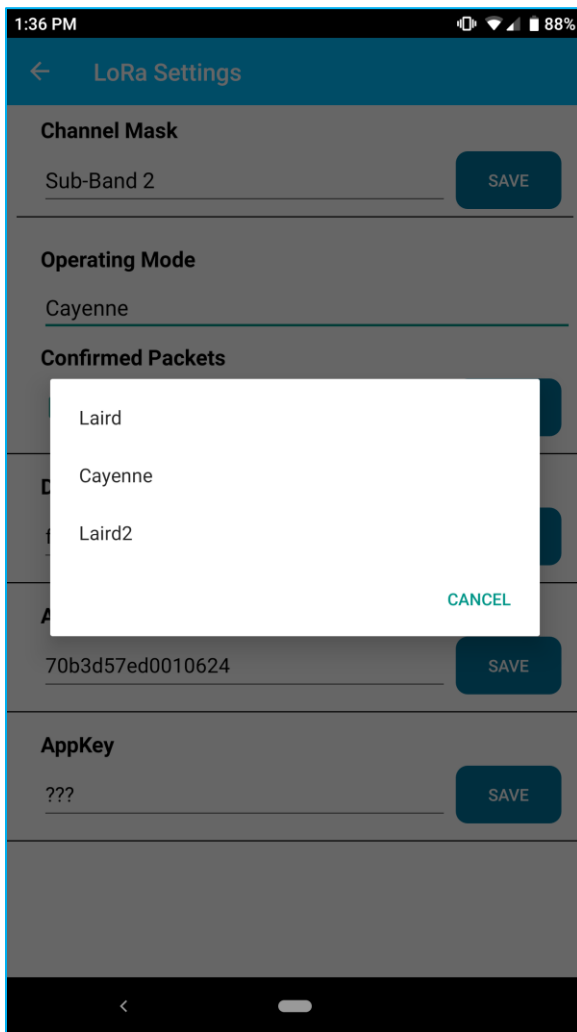 1:36 PM 88%
LoRa Settings
Channel Mask
Sub-Band 2 SAVE
Operating Mode
Cayenne
Confirmed Packets
Laird
Cayenne
Laird2
CANCEL
70b3d57ed0010624 SAVE
AppKey
??? SAVE